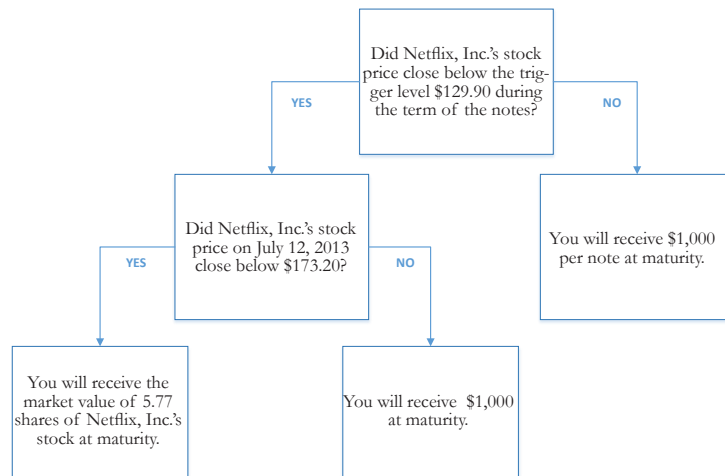 Did Netflix, Inc.'s stock
price close below the trig-
ger level $129.90 during
the term of the notes?
YES
NO
Did Netflix, Inc.'s stock
price on July 12, 2013
close below $173.20?
You will receive $1,000
per note at maturity.
YES
NO
You will receive the
market value of 5.77
shares of Netflix, Inc.'s
stock at maturity.
You will receive  $1,000
at maturity.